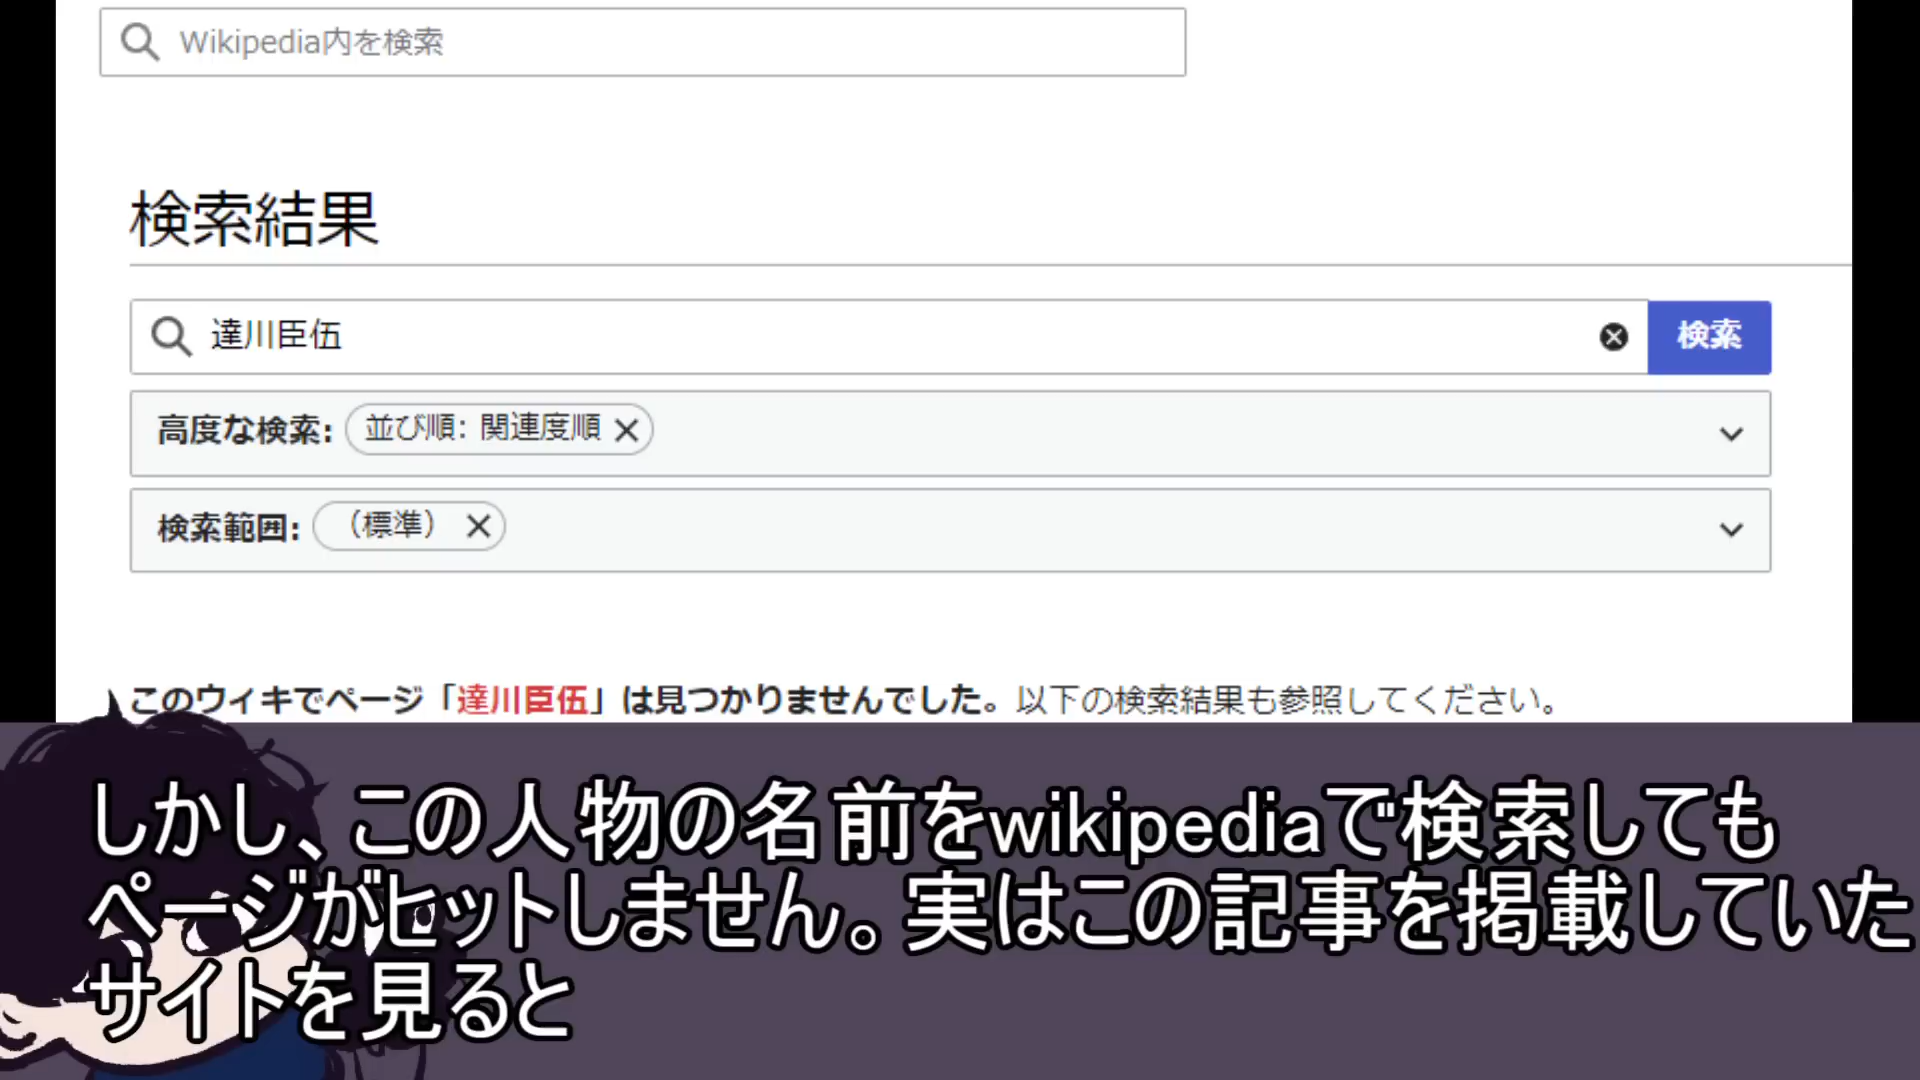 Wikipedia内を検索
検索結果
達川臣伍 検索
高度な検索: 並び順: 関連度順
検索範囲: （標準）
このウィキでページ「達川臣伍」は見つかりませんでした。以下の検索結果も参照してください。
しかし、この人物の名前をwikipediaで検索しても
ページがヒットしません。実はこの記事を掲載していた
サイトを見ると